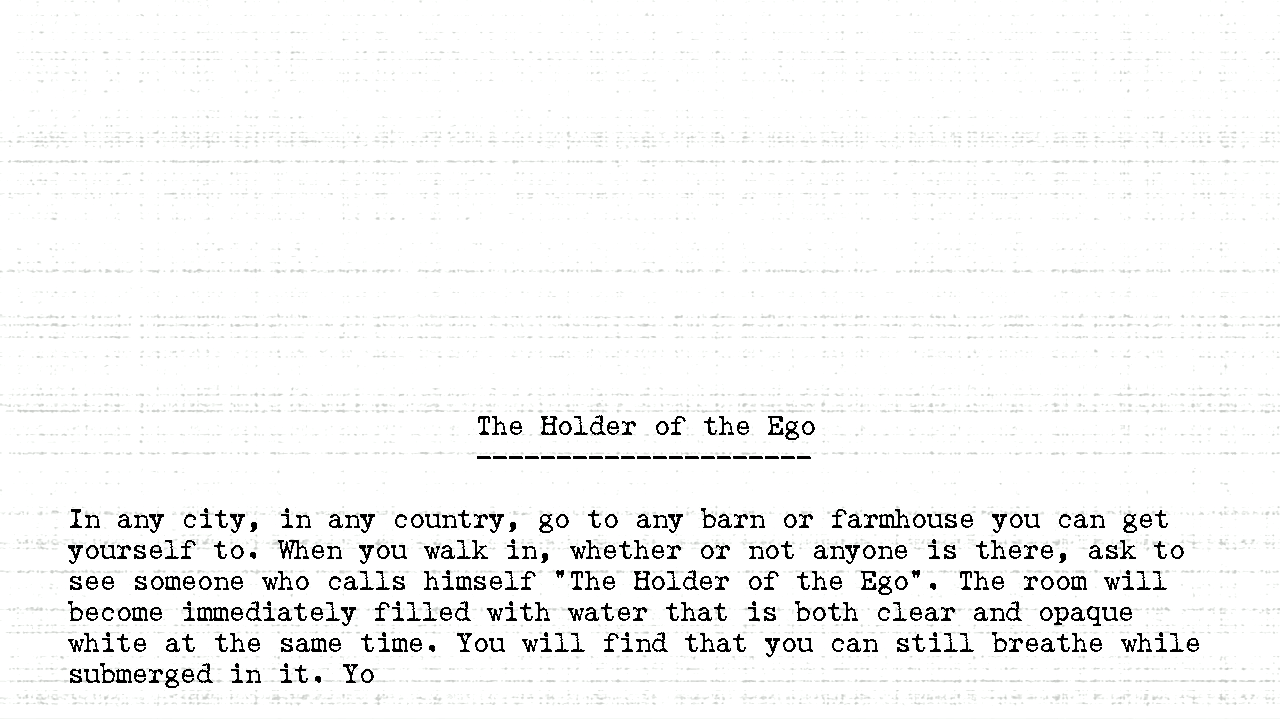 The Holder of the Ego
---------------------
In any city, in any country, go to any barn or farmhouse you can get
yourself to. When you walk in, whether or not anyone is there, ask to
see someone who calls himself "The Holder of the Ego". The room will
become immediately filled with water that is both clear and opaque
white at the same time. You will find that you can still breathe while
submerged in it. Yo